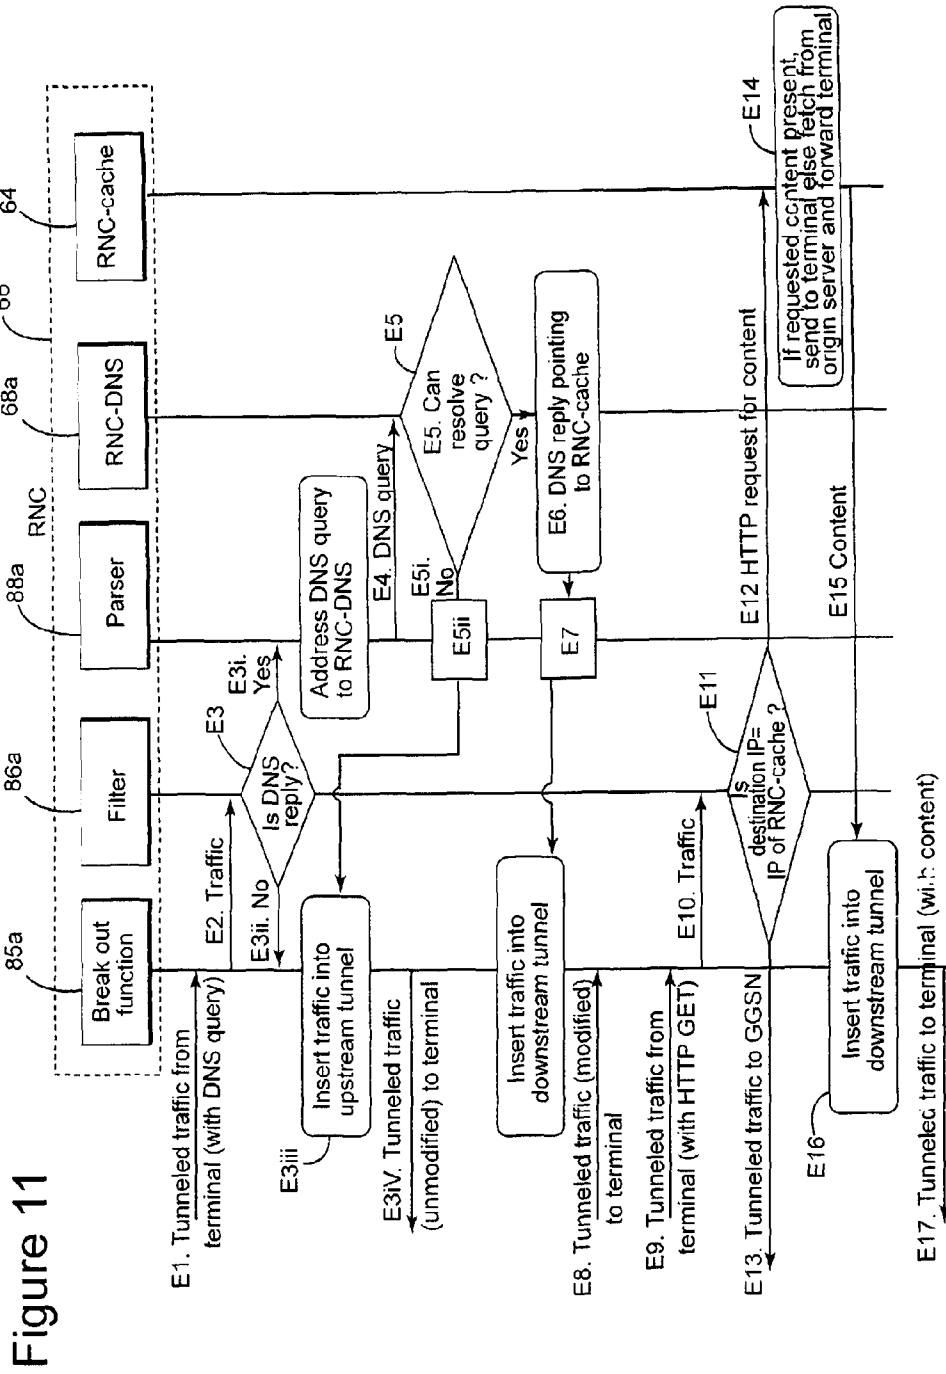 Figure 11
RNC
85a
86a
88a
68a
64
Break out
function
Filter
Parser
RNC-DNS
RNC-cache
E1. Tunneled traffic from
terminal (with DNS query)
E2. Traffic
E3
Is DNS
reply?
E3i.
Yes
E3ii. No
Address DNS query
to RNC-DNS
E3iii
Insert traffic into
upstream tunnel
E4. DNS query
E5
E5. Can
resolve
query ?
E5i.
No
E5ii
Yes
E3iV. Tunneled traffic
(unmodified) to terminal
E6. DNS reply pointing
to RNC-cache
E7
Insert traffic into
downstream tunnel
E8. Tunneled traffic (modified)
to terminal
E9. Tunneled traffic from
terminal (with HTTP GET)
E10. Traffic
E11
Is
destination IP=
IP of RNC-cache ?
E12 HTTP request for content
E13. Tunneled traffic to GGSN
E14
If requested content present,
send to terminal else fetch from
origin server and forward terminal
E15 Content
E16
Insert traffic into
downstream tunnel
E17. Tunneled traffic to terminal (with content)